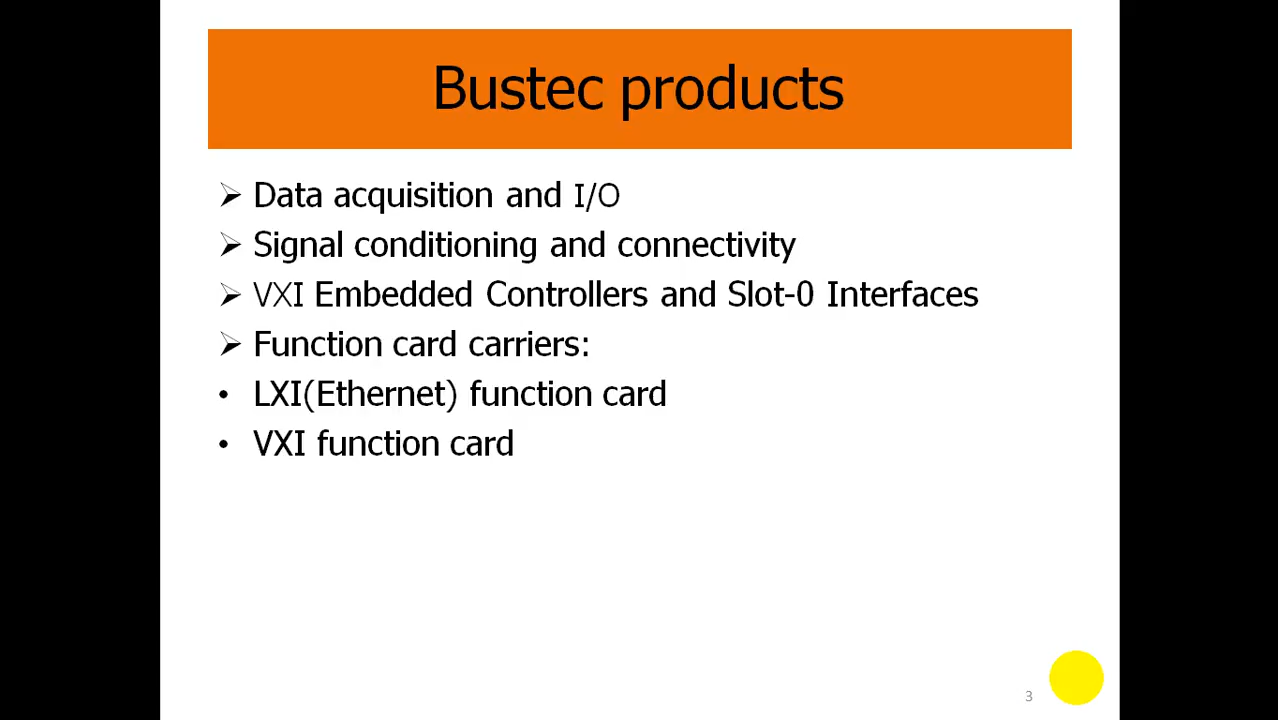 Bustec products
➢ Data acquisition and I/O
➢ Signal conditioning and connectivity
➢ VXI Embedded Controllers and Slot-0 Interfaces
➢ Function card carriers:
• LXI(Ethernet) function card
• VXI function card
3